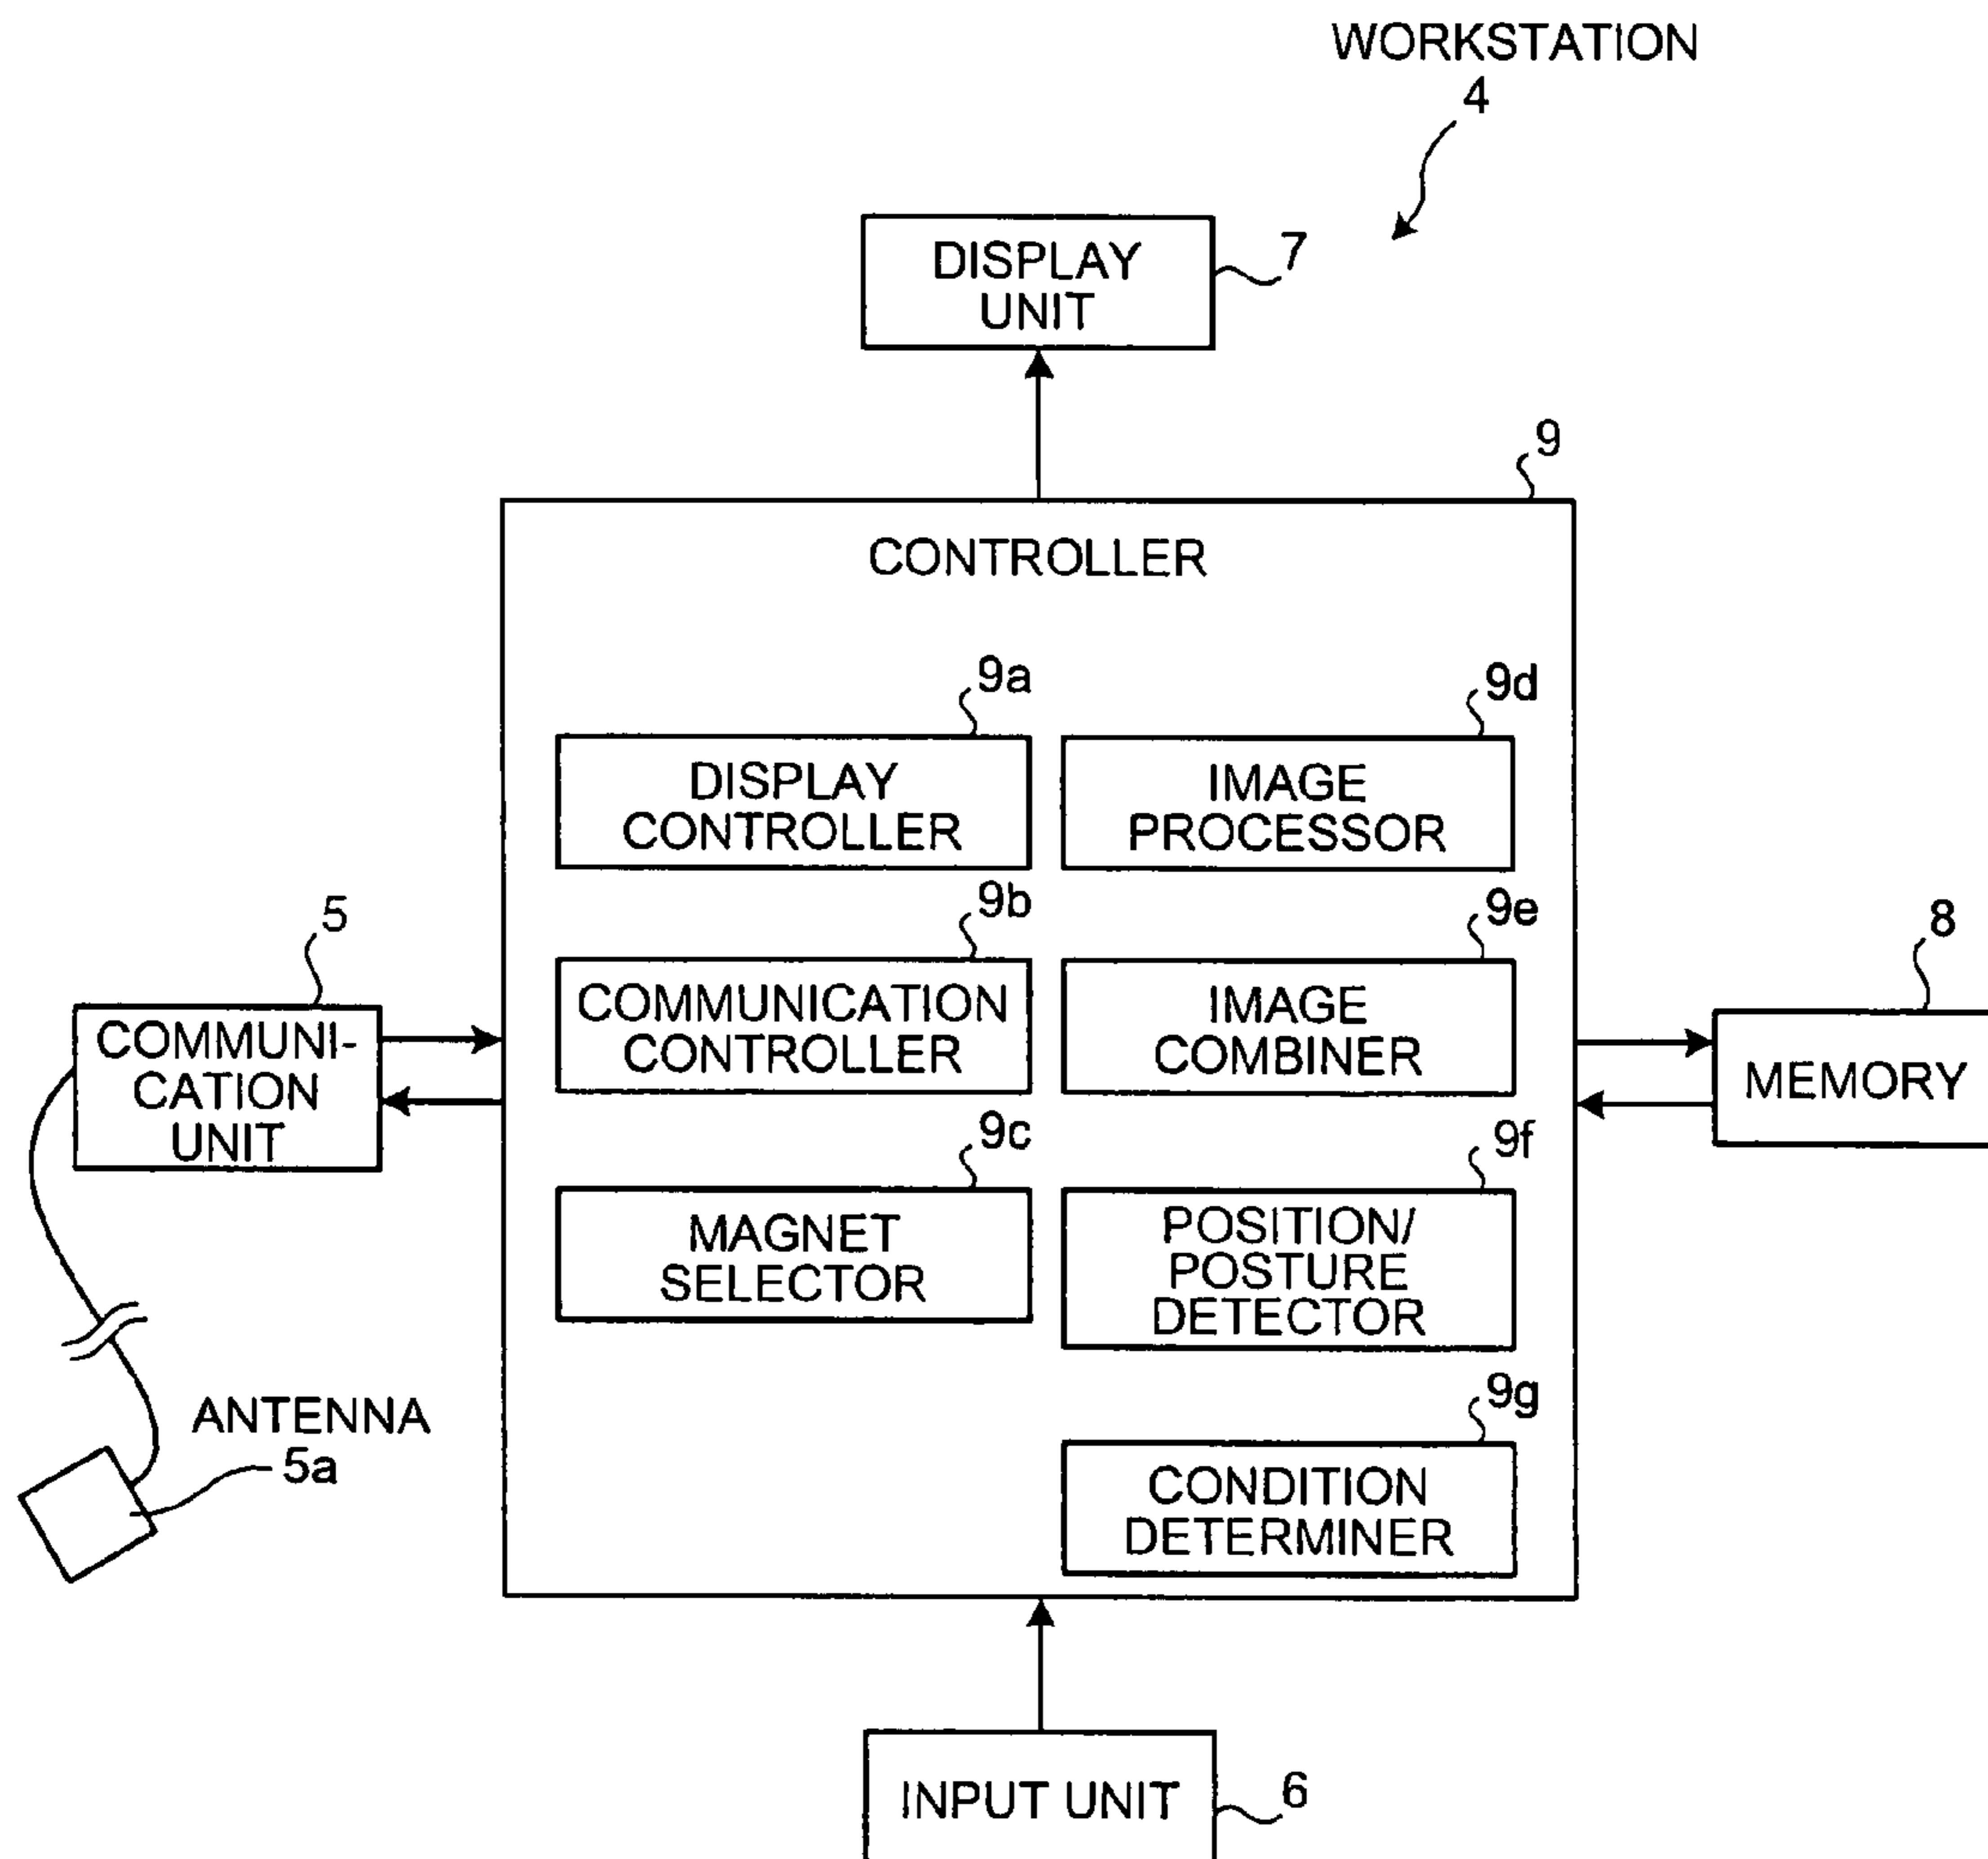 WORKSTATION
4
DISPLAY
UNIT
7
9
CONTROLLER
9a
9d
DISPLAY
CONTROLLER
IMAGE
PROCESSOR
9b
9e
COMMUNICATION
CONTROLLER
IMAGE
COMBINER
5
COMMUNI-
CATION
UNIT
8
MEMORY
9c
9f
MAGNET
SELECTOR
POSITION/
POSTURE
DETECTOR
ANTENNA
5a
9g
CONDITION
DETERMINER
INPUT UNIT
6